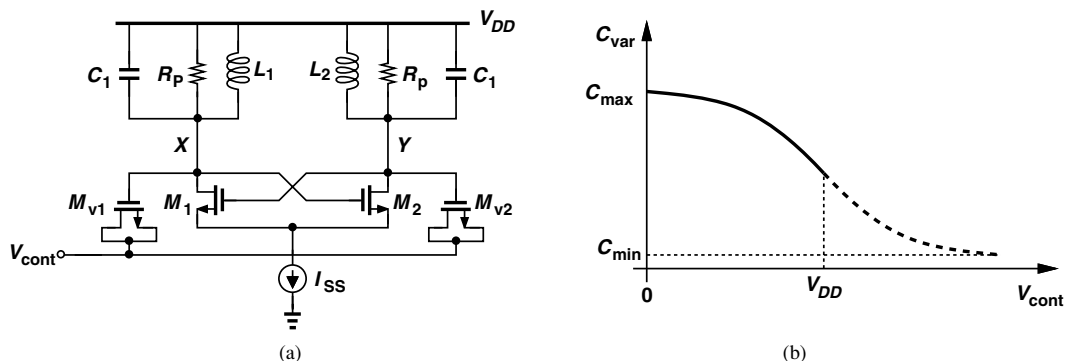 V_DD
C_1 R_P L_1 L_2 R_p C_1
X Y
M_v1 M_1 M_2 M_v2
V_cont
I_SS
(a)
C_var
C_max
C_min
0 V_DD V_cont
(b)